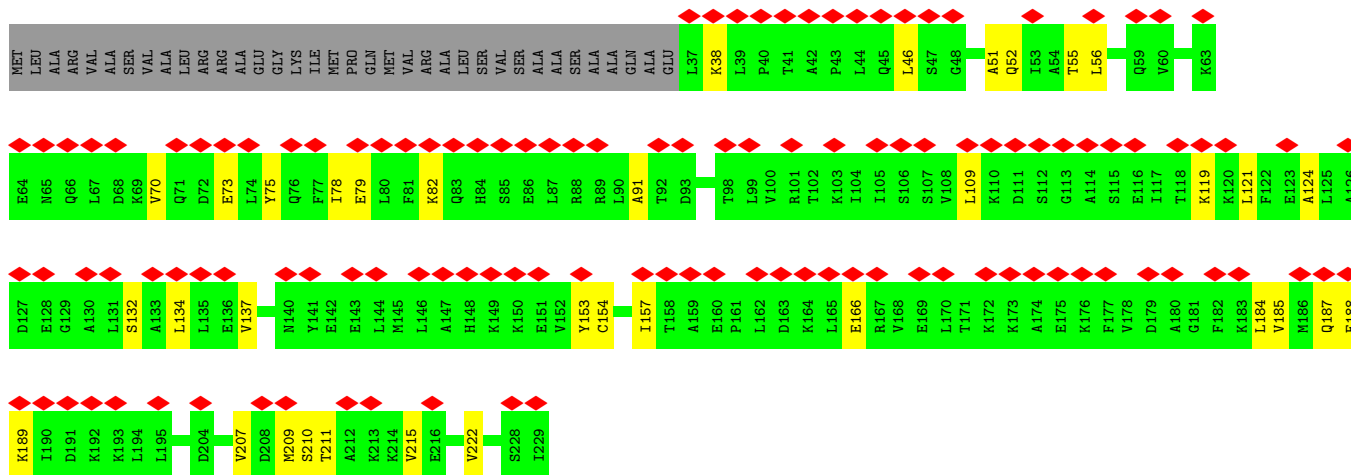 MET LEU ALA ARG VAL ALA SER VAL ALA LEU ARG ARG ALA GLU GLY LYS ILE MET PRO GLN MET VAL ARG ALA LEU SER VAL SER ALA ALA SER ALA ALA GLN ALA GLU L37 K38 L39 P40 T41 A42 P43 L44 Q45 L46 S47 G48 A51 Q52 I53 A54 T55 L56 Q59 V60 K63
E64 N65 Q66 L67 D68 K69 V70 Q71 D72 E73 L74 Y75 Q76 F77 I78 E79 L80 F81 K82 Q83 H84 S85 E86 L87 R88 R89 L90 A91 T92 D93 T98 L99 V100 R101 T102 K103 I104 I105 S106 S107 V108 L109 K110 D111 S112 G113 A114 S115 E116 I117 T118 K119 K120 L121 F122 E123 A124 L125 A126
D127 E128 G129 A130 L131 S132 A133 L134 L135 E136 V137 N140 Y141 E142 E143 L144 M145 L146 A147 H148 K149 K150 E151 V152 Y153 C154 I157 T158 A159 E160 P161 L162 D163 K164 L165 E166 R167 V168 E169 L170 T171 K172 K173 A174 E175 K176 F177 V178 D179 A180 G181 F182 K183 L184 V185 M186 Q187 E188
K189 I190 D191 K192 K193 L194 L195 D204 V207 D208 M209 S210 T211 A212 K213 K214 V215 E216 V222 S228 I229